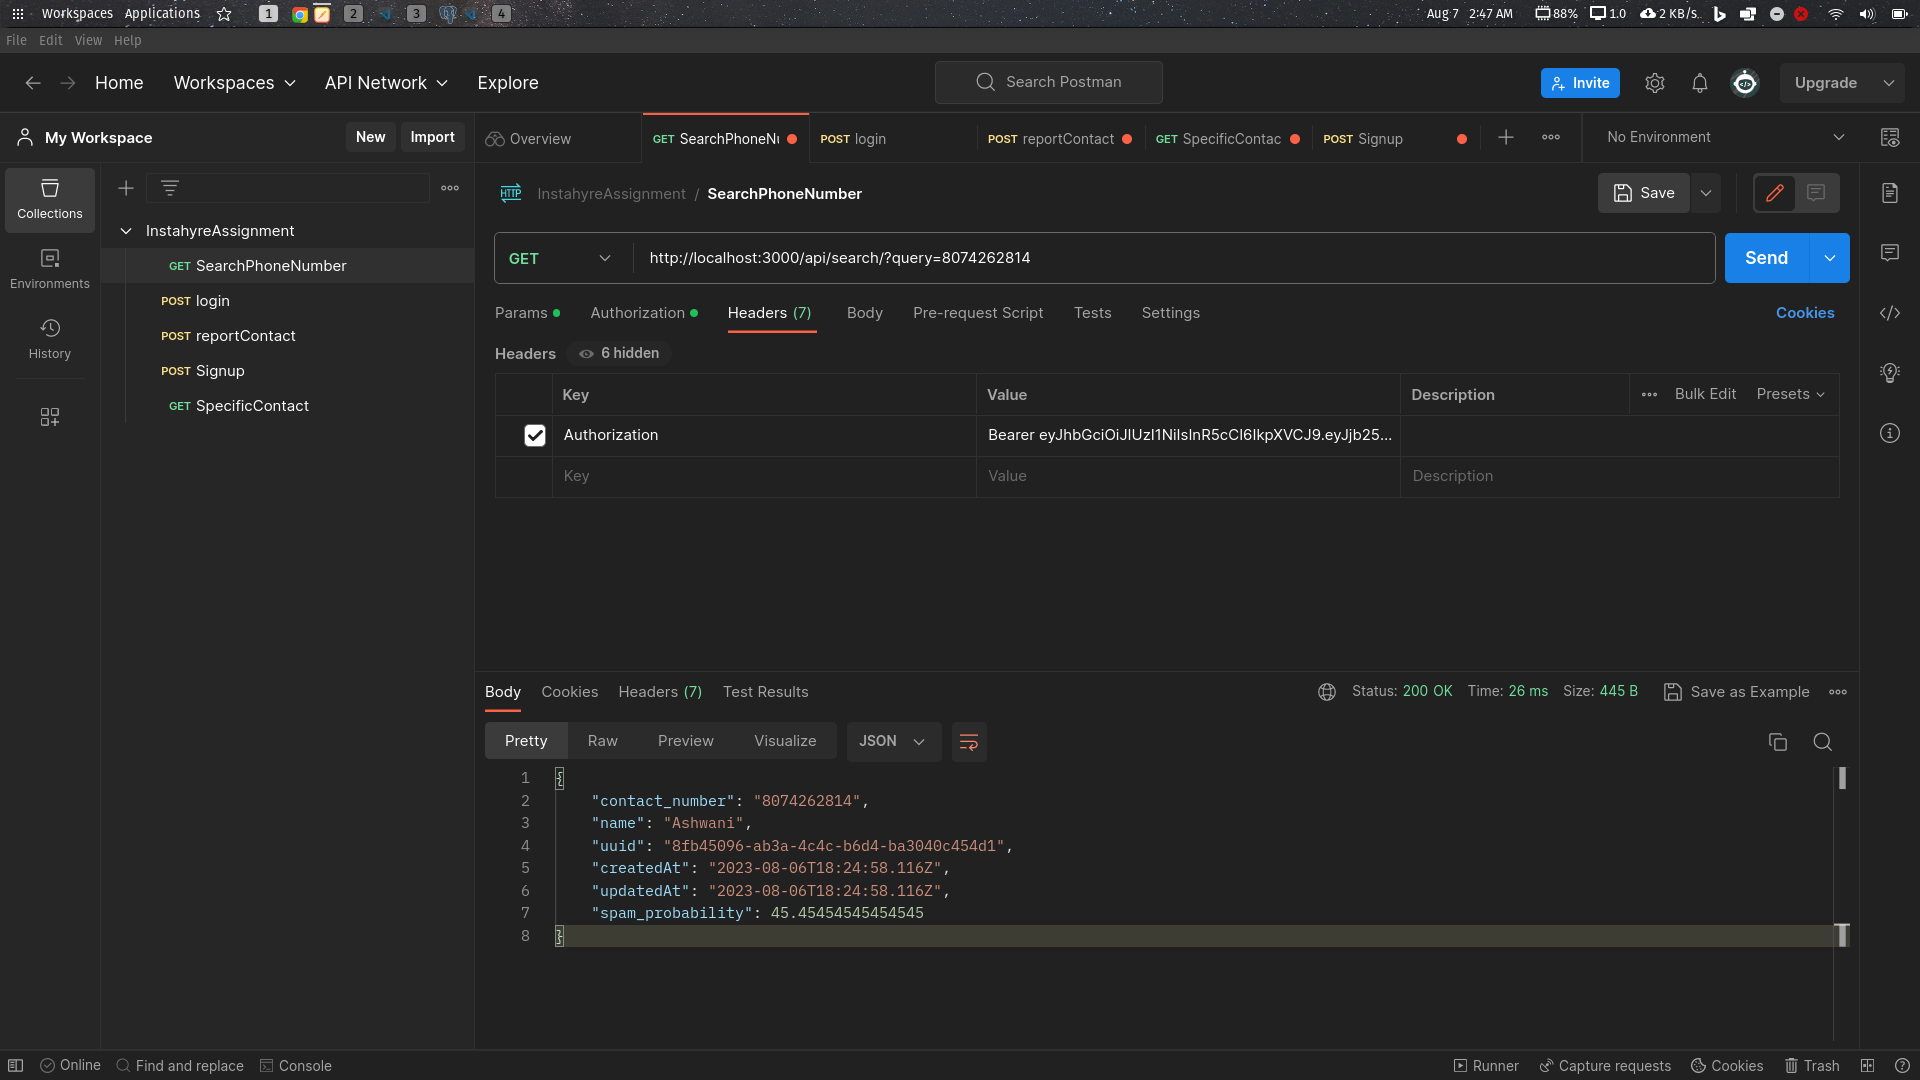 Workspaces Applications 1 2 3 4 Aug 7 2:47 AM 88% 1.0 2 KB/s
File Edit View Help
Home Workspaces API Network Explore Search Postman Invite Upgrade
My Workspace New Import Overview GET SearchPhoneNu POST login POST reportContact GET SpecificContac POST Signup No Environment
Collections
Environments
History
InstahyreAssignment
GET SearchPhoneNumber
POST login
POST reportContact
POST Signup
GET SpecificContact
HTTP InstahyreAssignment / SearchPhoneNumber Save
GET http://localhost:3000/api/search/?query=8074262814 Send
Params Authorization Headers (7) Body Pre-request Script Tests Settings Cookies
Headers 6 hidden
Key Value Description Bulk Edit Presets
Authorization Bearer eyJhbGciOiJIUzI1NiIsInR5cCI6IkpXVCJ9.eyJjb25...
Key Value Description
Body Cookies Headers (7) Test Results Status: 200 OK Time: 26 ms Size: 445 B Save as Example
Pretty Raw Preview Visualize JSON
1 {
2 "contact_number": "8074262814",
3 "name": "Ashwani",
4 "uuid": "8fb45096-ab3a-4c4c-b6d4-ba3040c454d1",
5 "createdAt": "2023-08-06T18:24:58.116Z",
6 "updatedAt": "2023-08-06T18:24:58.116Z",
7 "spam_probability": 45.45454545454545
8 }
Online Find and replace Console Runner Capture requests Cookies Trash